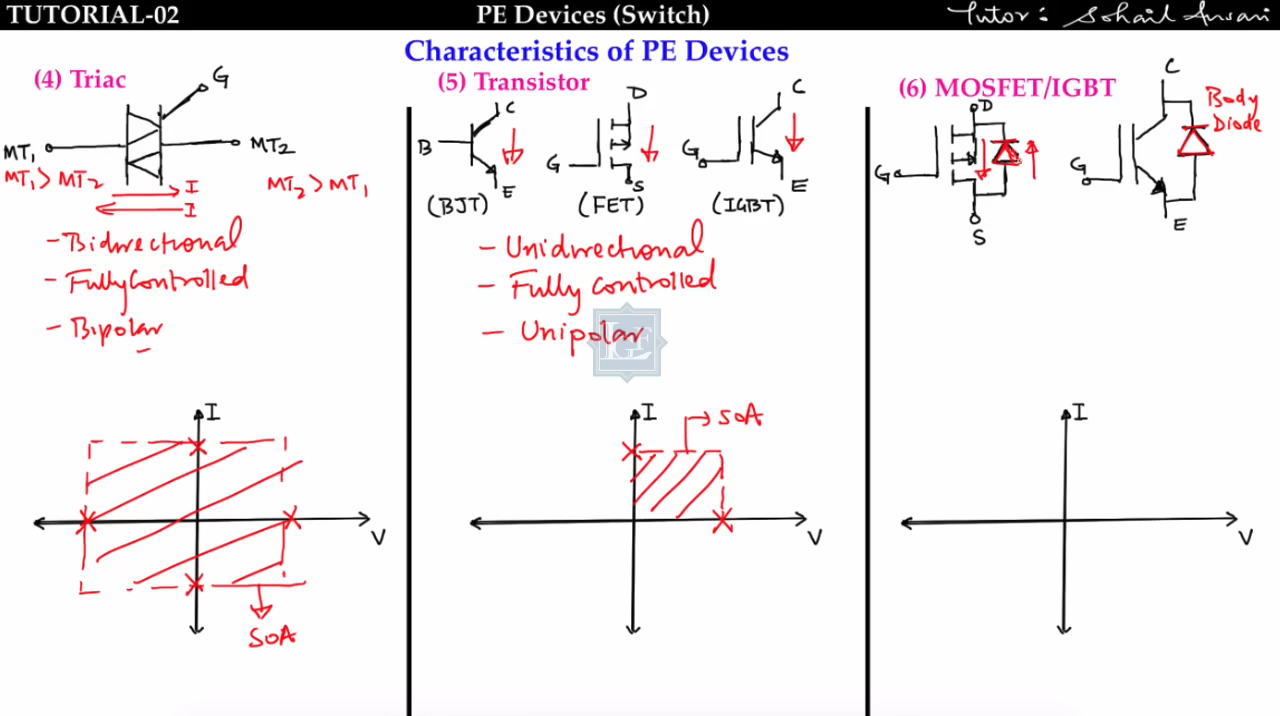 TUTORIAL-02
PE Devices (Switch)
Tutor: Sohail Ansari
Characteristics of PE Devices
(4) Triac
G
MT1
MT2
MT1 > MT2
MT2 > MT1
I
I
- Bidirectional
- Fully Controlled
- Bipolar
I
V
SOA
(5) Transistor
C
B
E
(BJT)
D
G
S
(FET)
C
G
E
(IGBT)
- Unidirectional
- Fully controlled
- Unipolar
I
SOA
V
(6) MOSFET/IGBT
D
G
S
C
Body
Diode
G
E
I
V